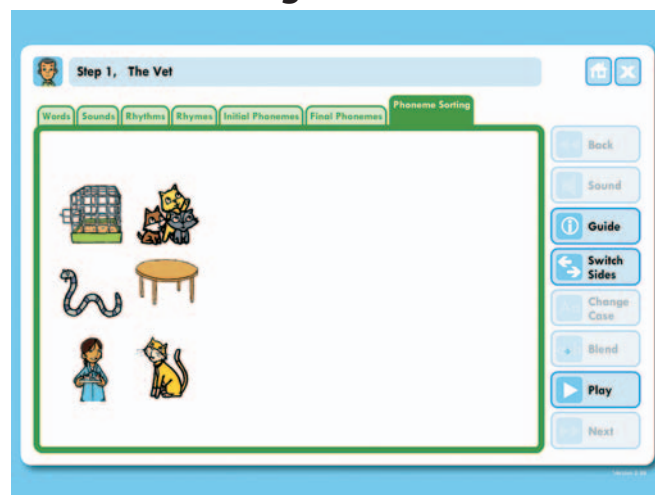 Step 1, The Vet
Words
Sounds
Rhythms
Rhymes
Initial Phonemes
Final Phonemes
Phoneme Sorting
Back
Sound
Guide
Switch
Sides
Change
Case
Blend
Play
Next